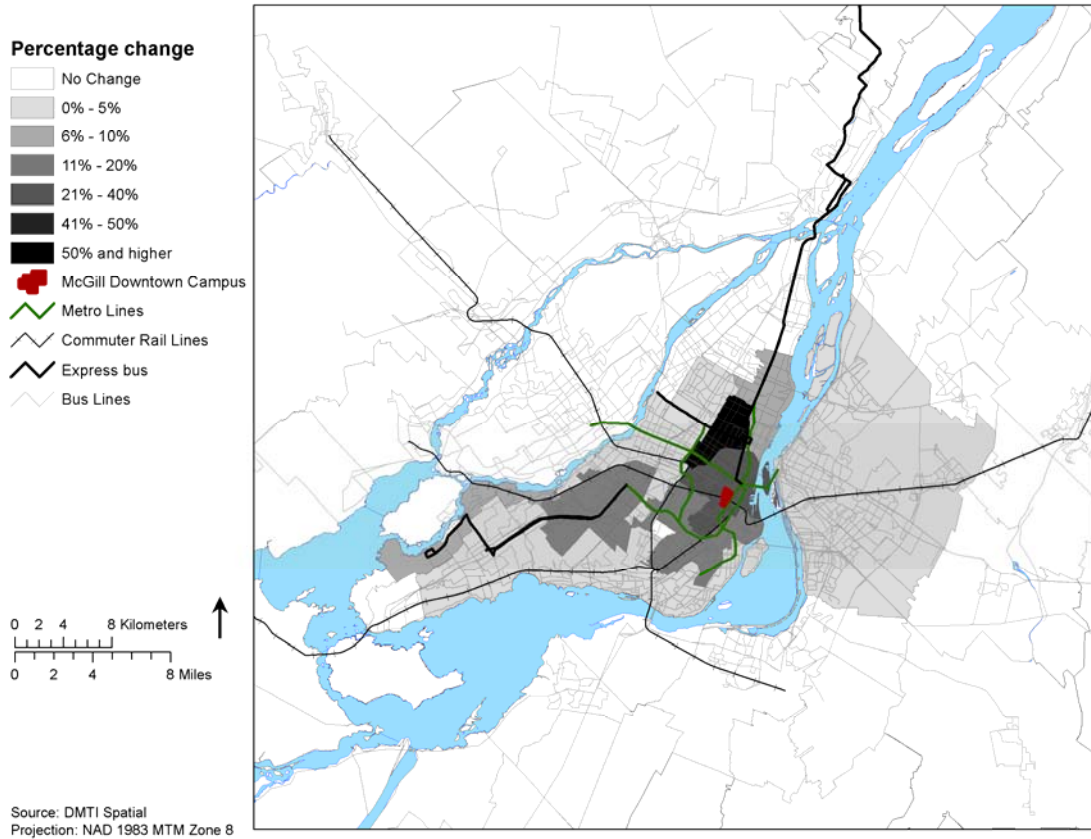 Percentage change
No Change
0% - 5%
6% - 10%
11% - 20%
21% - 40%
41% - 50%
50% and higher
McGill Downtown Campus
Metro Lines
Commuter Rail Lines
Express bus
Bus Lines
0 2 4 8 Kilometers
0 2 4 8 Miles
Source: DMTI Spatial
Projection: NAD 1983 MTM Zone 8